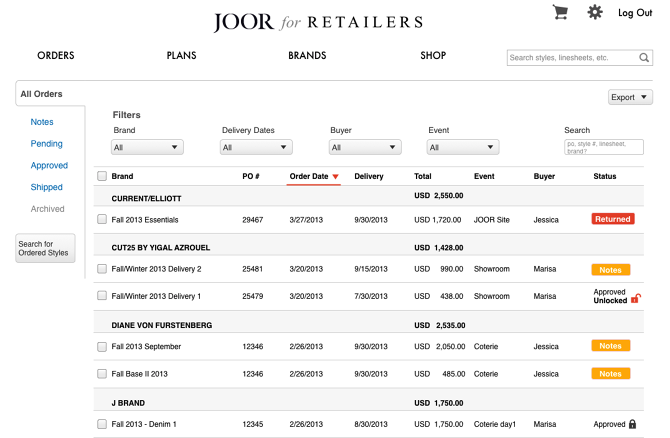 JOOR for RETAILERS
Log Out
ORDERS PLANS BRANDS SHOP
Search styles, linesheets, etc.
All Orders
Export
Notes
Pending
Approved
Shipped
Archived
Search for
Ordered Styles
Filters
Brand Delivery Dates Buyer Event Search
All All All All po, style #, linesheet,
brand?
Brand PO # Order Date Delivery Total Event Buyer Status
CURRENT/ELLIOTT USD 2,550.00
Fall 2013 Essentials 29467 3/27/2013 9/30/2013 USD 1,720.00 JOOR Site Jessica Returned
CUT25 BY YIGAL AZROUEL USD 1,428.00
Fall/Winter 2013 Delivery 2 25481 3/20/2013 9/15/2013 USD 990.00 Showroom Marisa Notes
Fall/Winter 2013 Delivery 1 25479 3/20/2013 7/30/2013 USD 438.00 Showroom Marisa Approved
Unlocked
DIANE VON FURSTENBERG USD 2,535.00
Fall 2013 September 12346 2/26/2013 9/30/2013 USD 2,050.00 Coterie Jessica Notes
Fall Base II 2013 12346 2/26/2013 9/30/2013 USD 485.00 Coterie Jessica Notes
J BRAND USD 1,750.00
Fall 2013 - Denim 1 12345 2/26/2013 8/30/2013 USD 1,750.00 Coterie day1 Marisa Approved